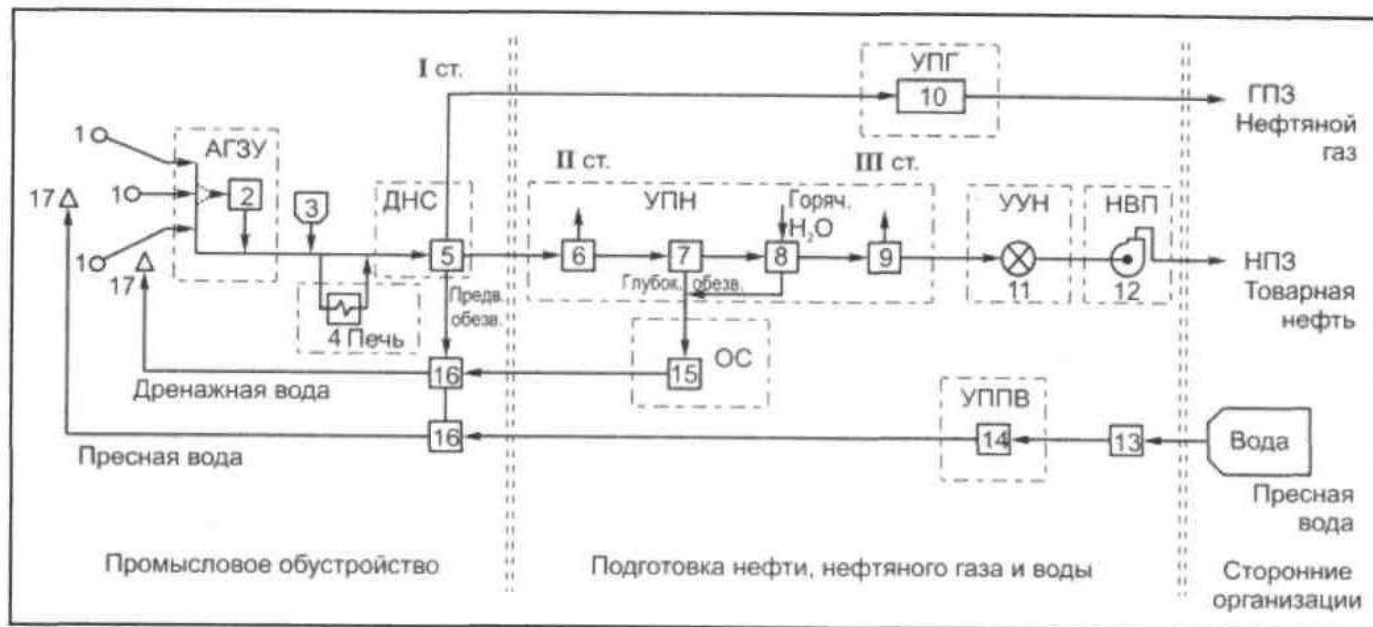 УПГ
I ст.
10
ГПЗ
Нефтяной
газ
1
АГЗУ
II ст.
III ст.
17
1
2
3
ДНС
УПН
Горяч.
H₂O
УУН
НВП
5
6
7
8
9
1
17
Глубок. обезв.
11
12
НПЗ
Товарная
нефть
Предв.
обезв.
4 Печь
16
15
ОС
Дренажная вода
УППВ
16
14
13
Вода
Пресная вода
Пресная
вода
Промысловое обустройство
Подготовка нефти, нефтяного газа и воды
Сторонние
организации